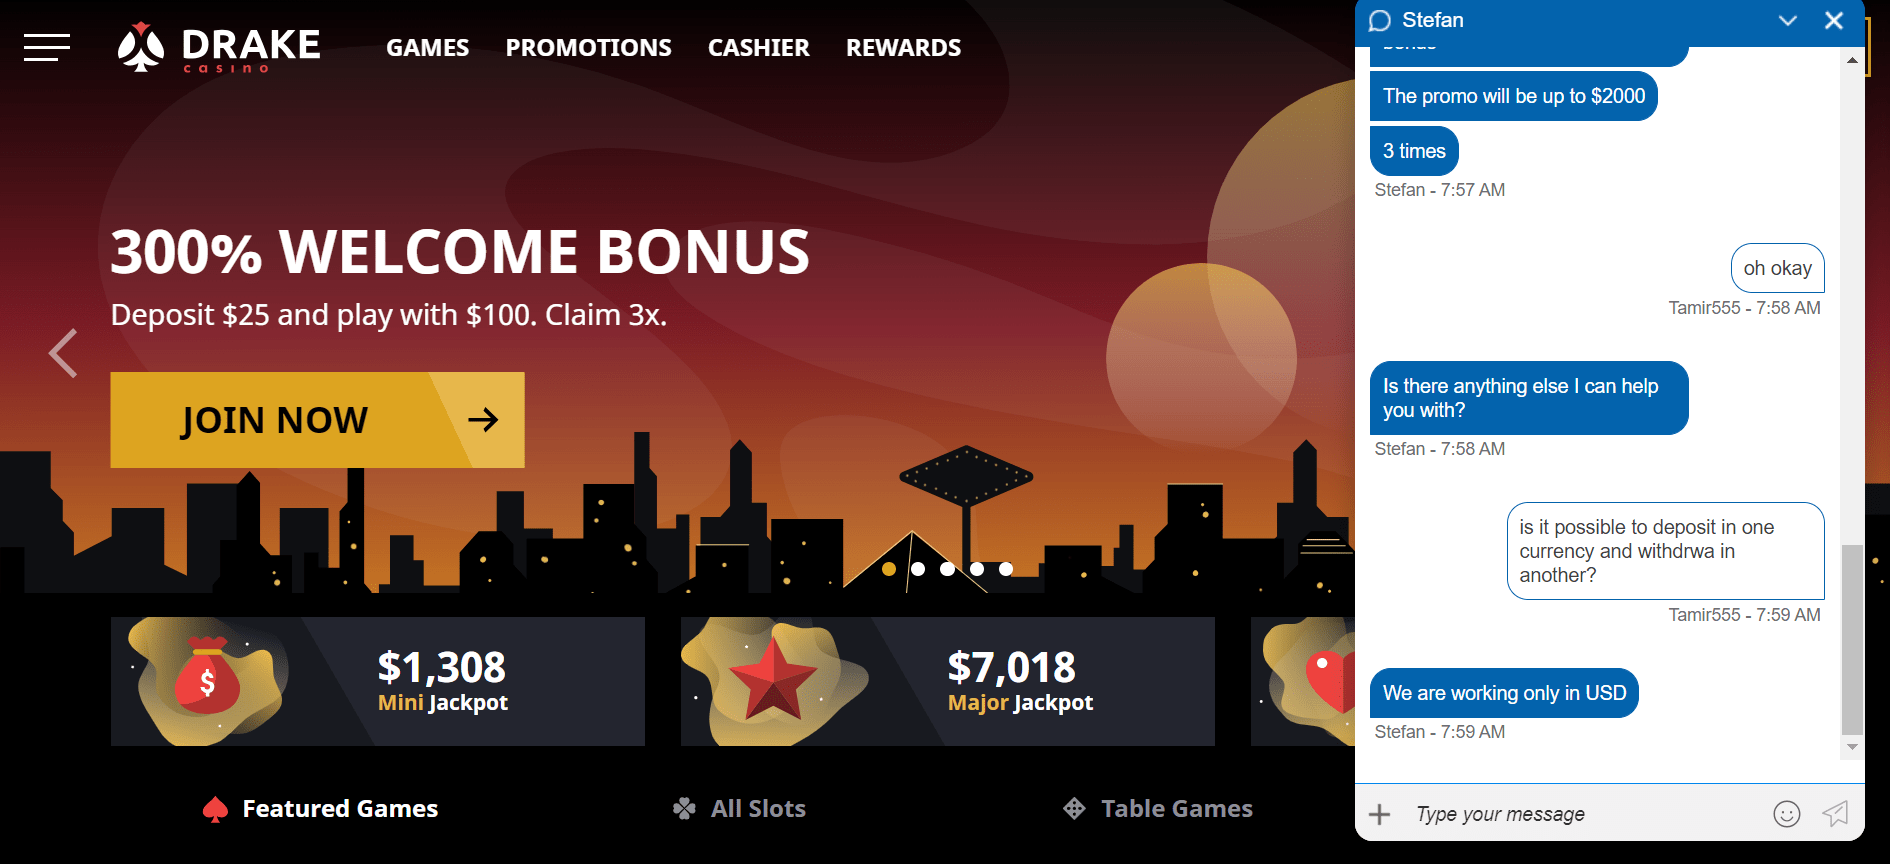 DRAKE
casino
GAMES
PROMOTIONS
CASHIER
REWARDS
300% WELCOME BONUS
Deposit $25 and play with $100. Claim 3x.
JOIN NOW
$
$1,308
Mini Jackpot
$7,018
Major Jackpot
Featured Games
All Slots
Table Games
Stefan
bonus
The promo will be up to $2000
3 times
Stefan - 7:57 AM
oh okay
Tamir555 - 7:58 AM
Is there anything else I can help
you with?
Stefan - 7:58 AM
is it possible to deposit in one
currency and withdrwa in
another?
Tamir555 - 7:59 AM
We are working only in USD
Stefan - 7:59 AM
Type your message